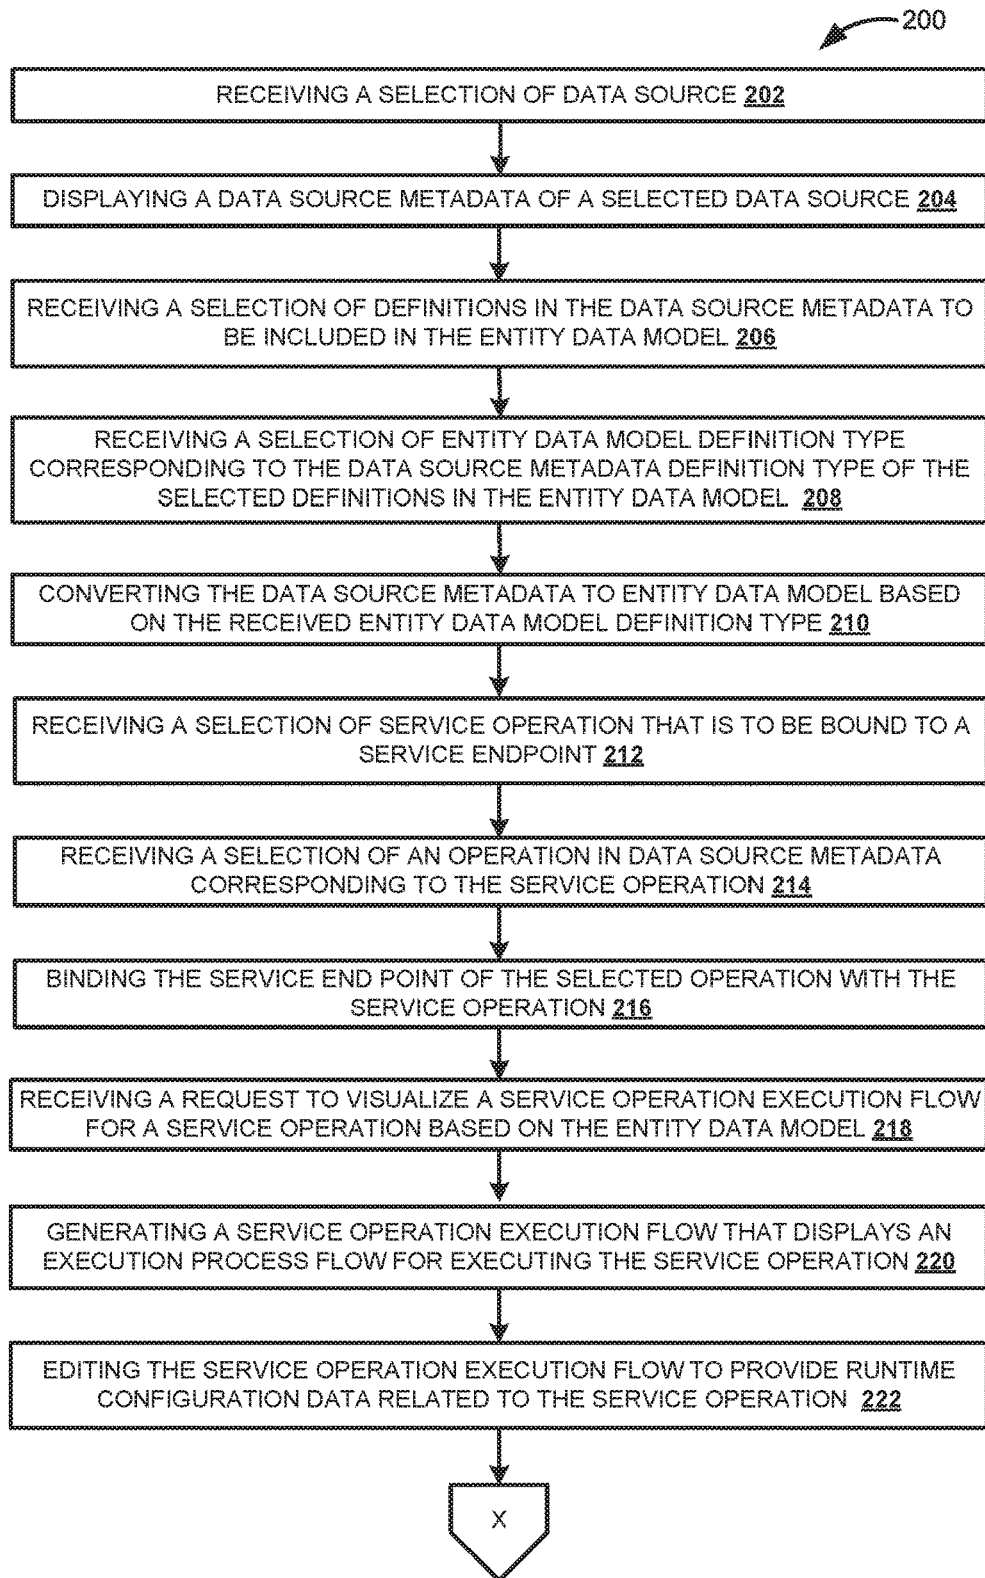 200
RECEIVING A SELECTION OF DATA SOURCE 202
DISPLAYING A DATA SOURCE METADATA OF A SELECTED DATA SOURCE 204
RECEIVING A SELECTION OF DEFINITIONS IN THE DATA SOURCE METADATA TO
BE INCLUDED IN THE ENTITY DATA MODEL 206
RECEIVING A SELECTION OF ENTITY DATA MODEL DEFINITION TYPE
CORRESPONDING TO THE DATA SOURCE METADATA DEFINITION TYPE OF THE
SELECTED DEFINITIONS IN THE ENTITY DATA MODEL 208
CONVERTING THE DATA SOURCE METADATA TO ENTITY DATA MODEL BASED
ON THE RECEIVED ENTITY DATA MODEL DEFINITION TYPE 210
RECEIVING A SELECTION OF SERVICE OPERATION THAT IS TO BE BOUND TO A
SERVICE ENDPOINT 212
RECEIVING A SELECTION OF AN OPERATION IN DATA SOURCE METADATA
CORRESPONDING TO THE SERVICE OPERATION 214
BINDING THE SERVICE END POINT OF THE SELECTED OPERATION WITH THE
SERVICE OPERATION 216
RECEIVING A REQUEST TO VISUALIZE A SERVICE OPERATION EXECUTION FLOW
FOR A SERVICE OPERATION BASED ON THE ENTITY DATA MODEL 218
GENERATING A SERVICE OPERATION EXECUTION FLOW THAT DISPLAYS AN
EXECUTION PROCESS FLOW FOR EXECUTING THE SERVICE OPERATION 220
EDITING THE SERVICE OPERATION EXECUTION FLOW TO PROVIDE RUNTIME
CONFIGURATION DATA RELATED TO THE SERVICE OPERATION 222
X